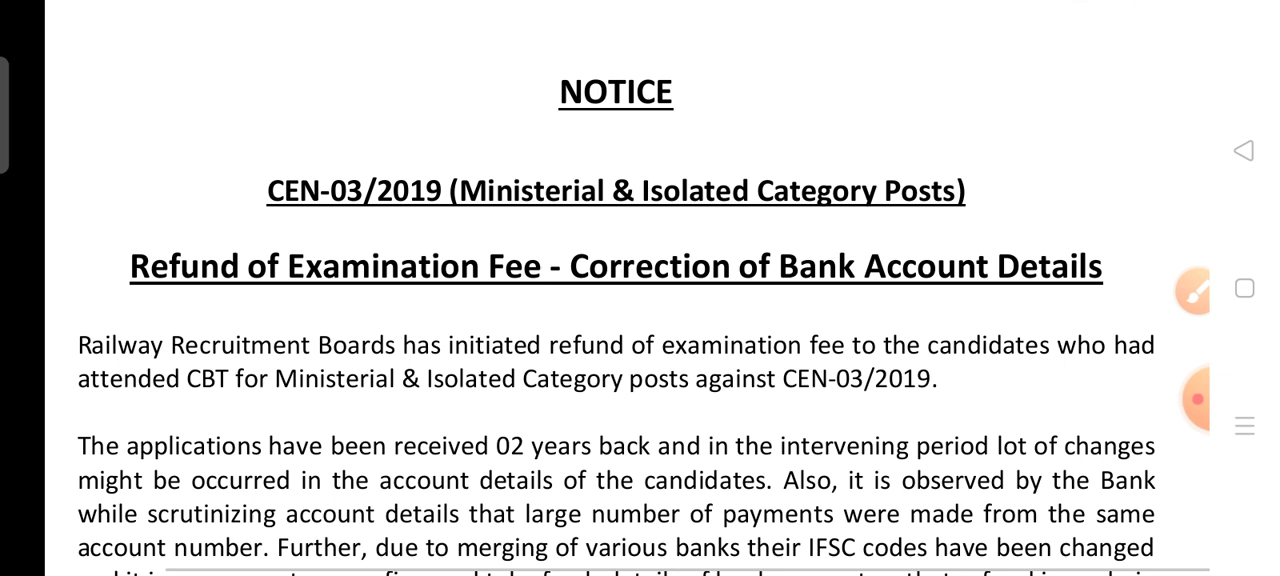 NOTICE
CEN-03/2019 (Ministerial & Isolated Category Posts)
Refund of Examination Fee - Correction of Bank Account Details
Railway Recruitment Boards has initiated refund of examination fee to the candidates who had
attended CBT for Ministerial & Isolated Category posts against CEN-03/2019.
The applications have been received 02 years back and in the intervening period lot of changes
might be occurred in the account details of the candidates. Also, it is observed by the Bank
while scrutinizing account details that large number of payments were made from the same
account number. Further, due to merging of various banks their IFSC codes have been changed